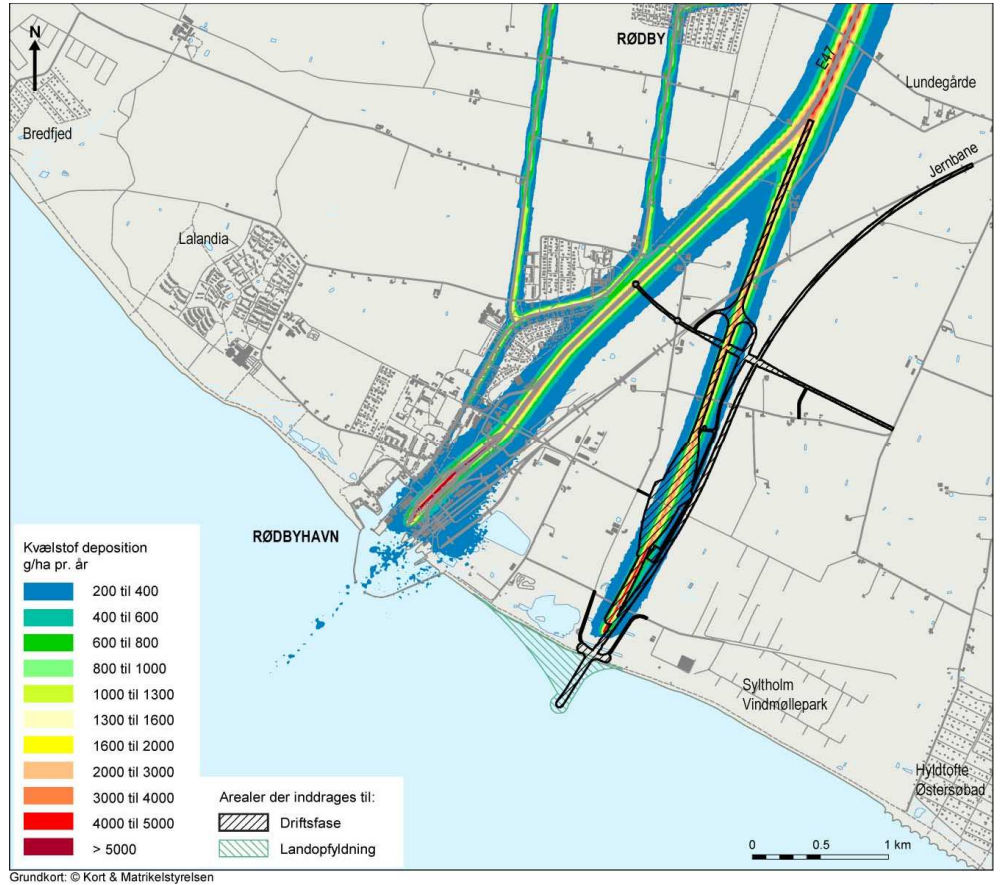 N
RØDBY
E47
Lundegårde
Bredfjed
Jernbane
Lalandia
RØDBYHAVN
Syltholm
Vindmøllepark
Hyldtofte
Østersøbad
Kvælstof deposition
g/ha pr. år
200 til 400
400 til 600
600 til 800
800 til 1000
1000 til 1300
1300 til 1600
1600 til 2000
2000 til 3000
3000 til 4000
4000 til 5000
> 5000
Arealer der inddrages til:
Driftsfase
Landopfyldning
0 0.5 1 km
Grundkort: © Kort & Matrikelstyrelsen